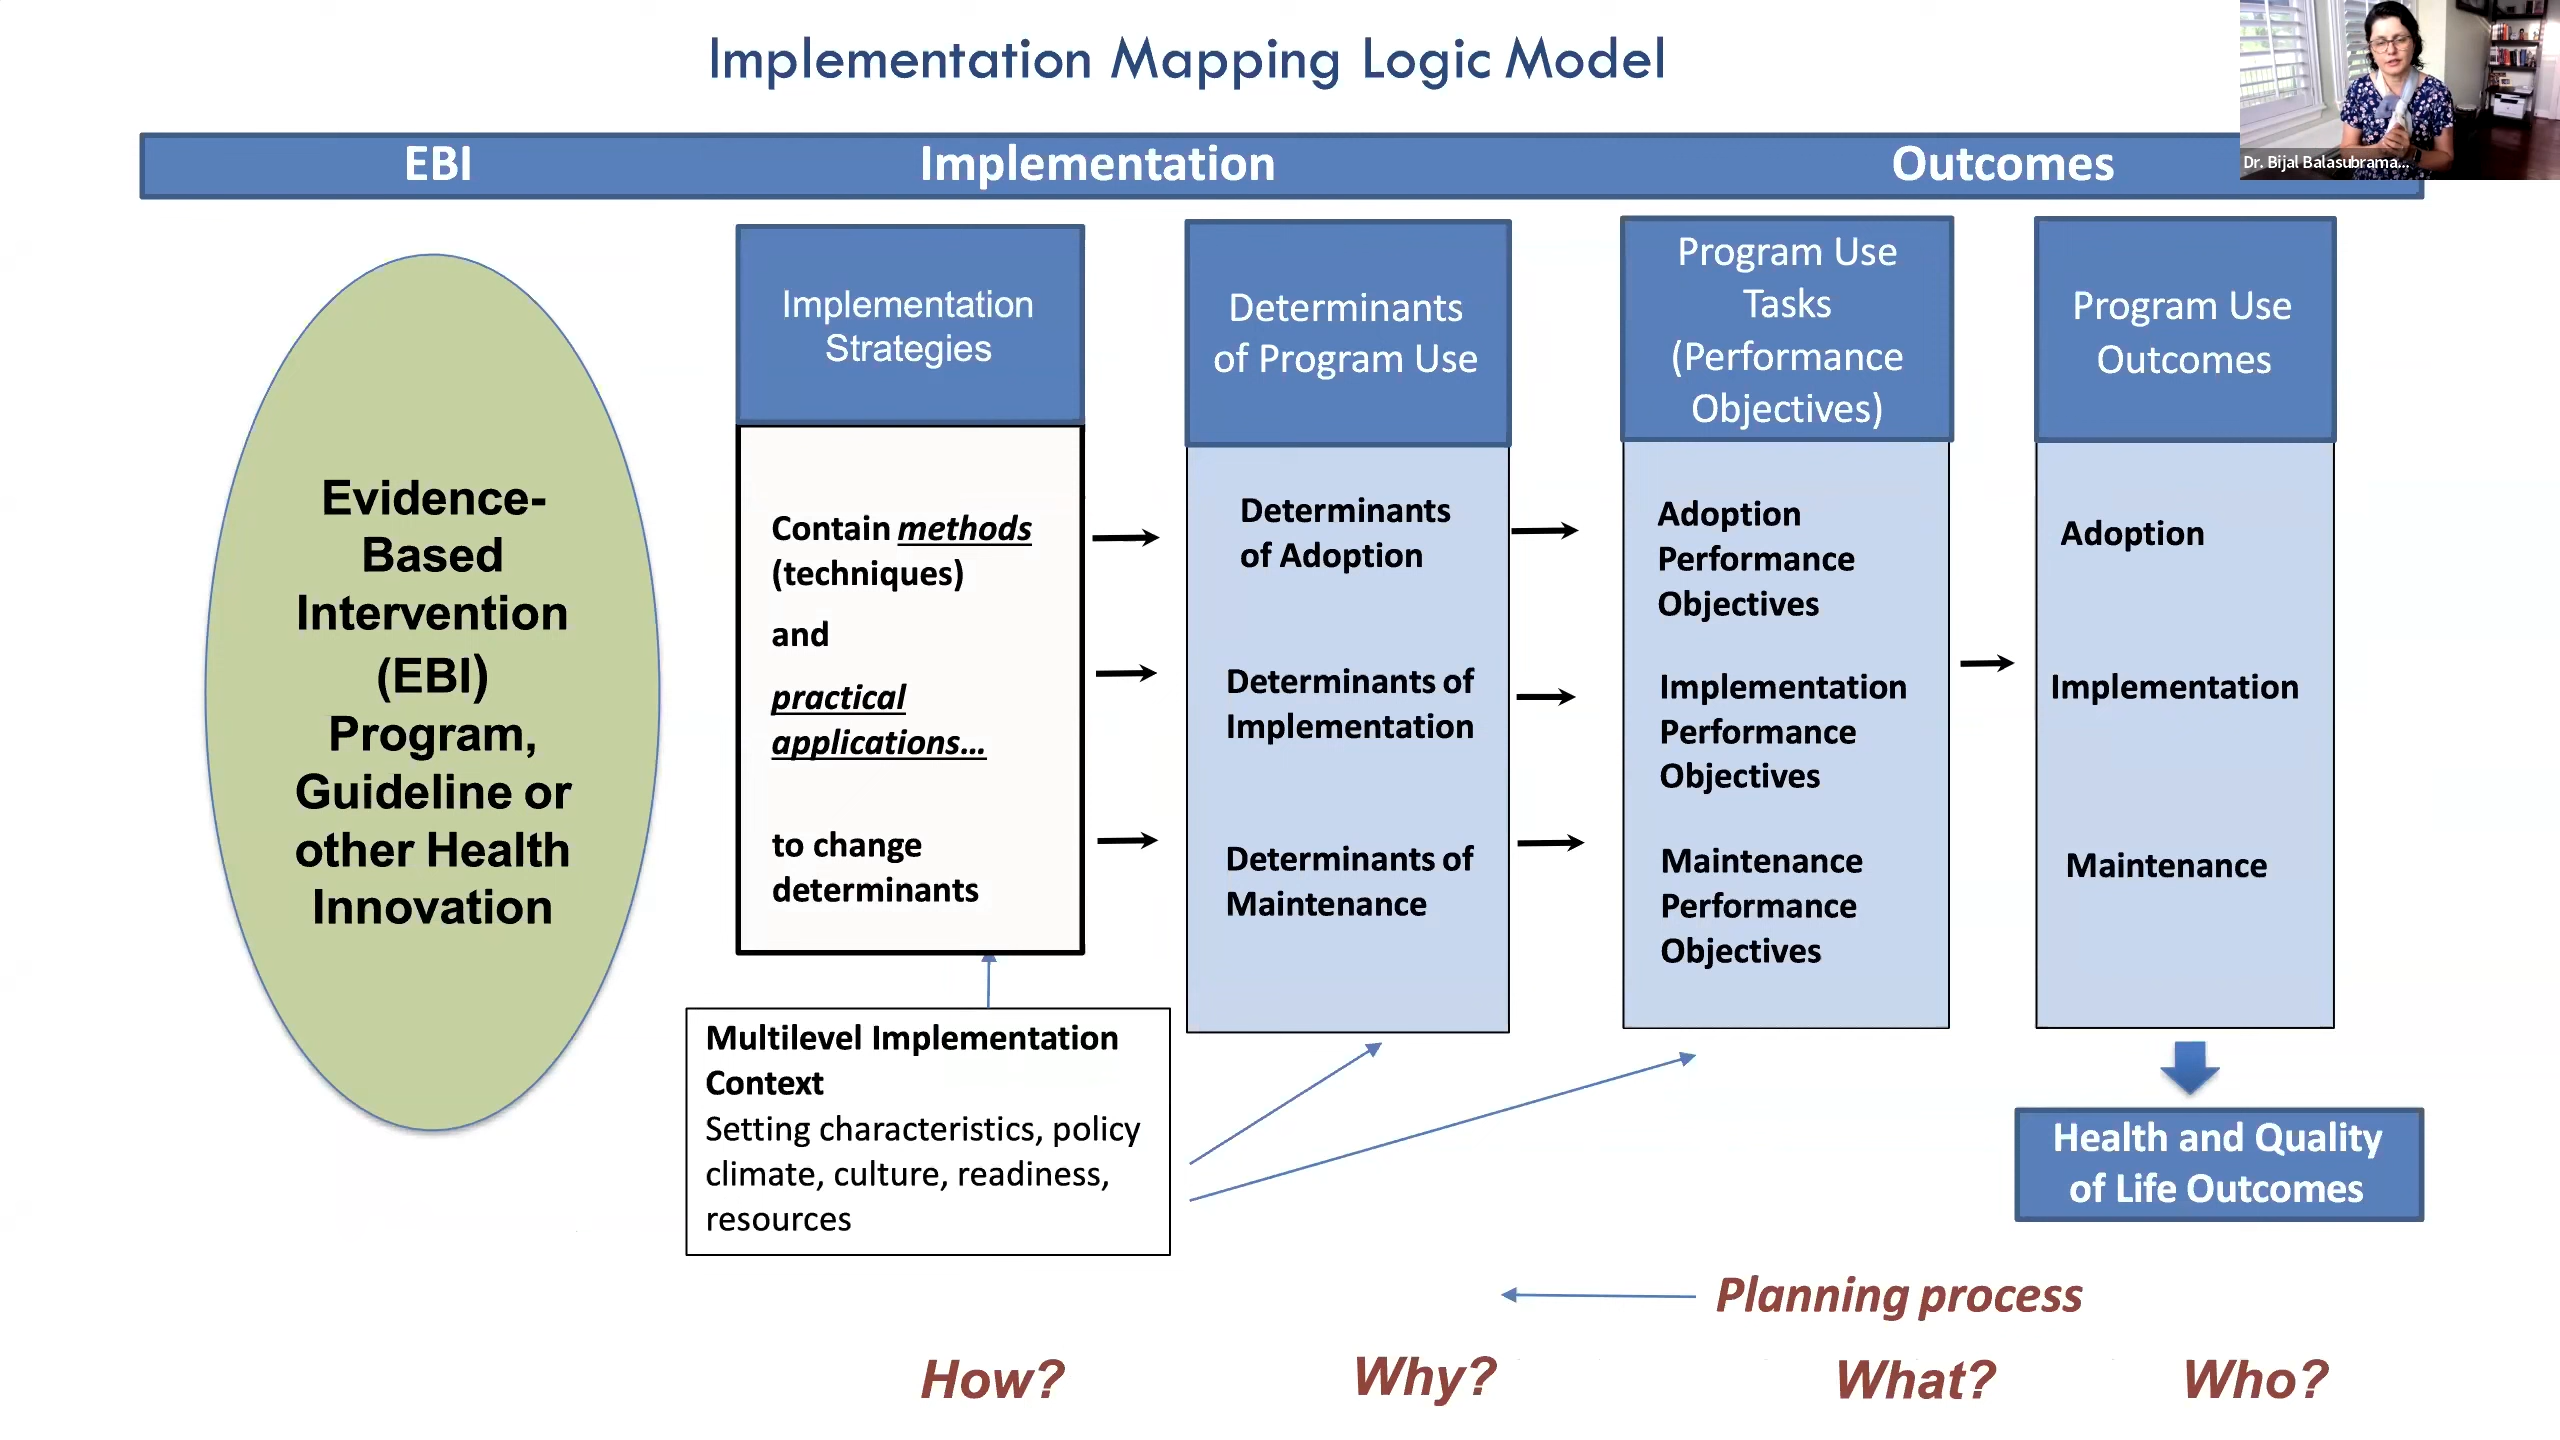 Implementation Mapping Logic Model
Dr. Bijal Balasubrama...
EBI
Implementation
Outcomes
Evidence-
Based
Intervention
(EBI)
Program,
Guideline or
other Health
Innovation
Implementation
Strategies
Contain methods
(techniques)
and
practical
applications...
to change
determinants
Determinants
of Program Use
Determinants
of Adoption
Determinants of
Implementation
Determinants of
Maintenance
Program Use
Tasks
(Performance
Objectives)
Adoption
Performance
Objectives
Implementation
Performance
Objectives
Maintenance
Performance
Objectives
Program Use
Outcomes
Adoption
Implementation
Maintenance
Multilevel Implementation
Context
Setting characteristics, policy
climate, culture, readiness,
resources
Health and Quality
of Life Outcomes
Planning process
How?
Why?
What?
Who?